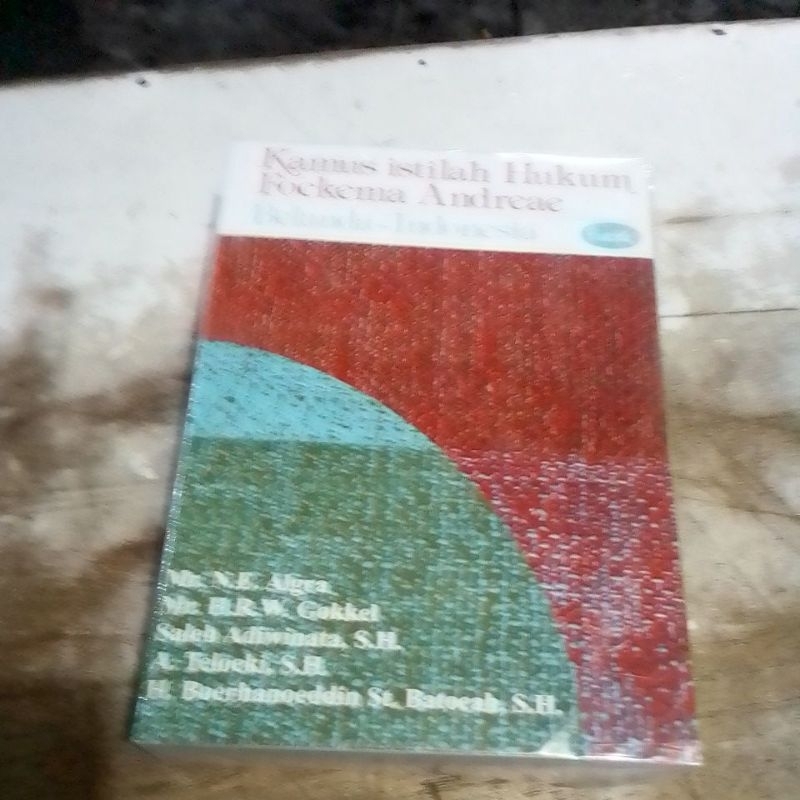 Kamus istilah Hukum
Fockema Andreae
Belanda - Indonesia
Mr. N.E. Algra
Mr. H.R.W. Gokkel
Saleh Adiwinata, S.H.
A. Teloeki, S.H.
H. Boerhanoeddin St. Batoeah, S.H.